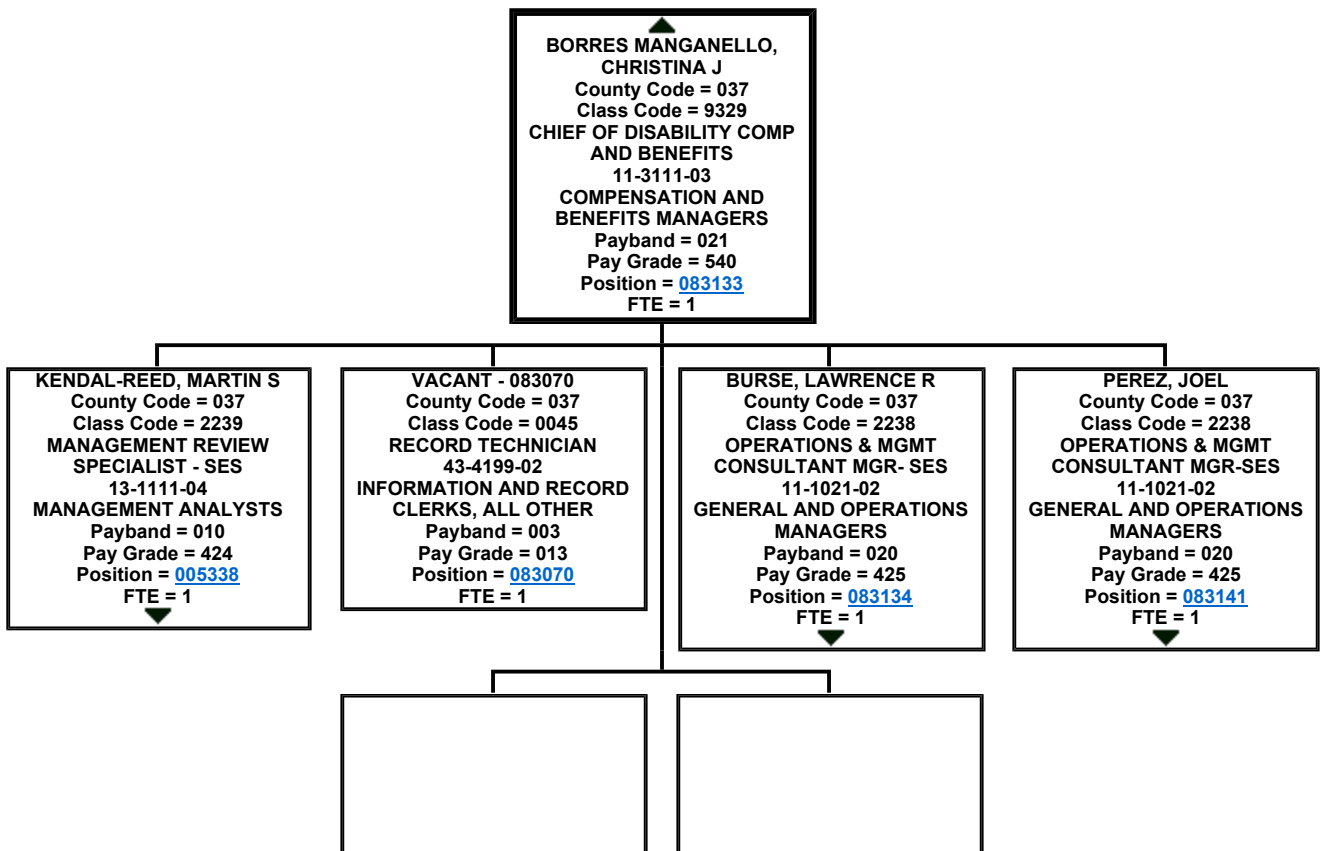 BORRES MANGANELLO,
CHRISTINA J
County Code = 037
Class Code = 9329
CHIEF OF DISABILITY COMP
AND BENEFITS
11-3111-03
COMPENSATION AND
BENEFITS MANAGERS
Payband = 021
Pay Grade = 540
Position = 083133
FTE = 1
KENDAL-REED, MARTIN S
County Code = 037
Class Code = 2239
MANAGEMENT REVIEW
SPECIALIST - SES
13-1111-04
MANAGEMENT ANALYSTS
Payband = 010
Pay Grade = 424
Position = 005338
FTE = 1
VACANT - 083070
County Code = 037
Class Code = 0045
RECORD TECHNICIAN
43-4199-02
INFORMATION AND RECORD
CLERKS, ALL OTHER
Payband = 003
Pay Grade = 013
Position = 083070
FTE = 1
BURSE, LAWRENCE R
County Code = 037
Class Code = 2238
OPERATIONS & MGMT
CONSULTANT MGR- SES
11-1021-02
GENERAL AND OPERATIONS
MANAGERS
Payband = 020
Pay Grade = 425
Position = 083134
FTE = 1
PEREZ, JOEL
County Code = 037
Class Code = 2238
OPERATIONS & MGMT
CONSULTANT MGR-SES
11-1021-02
GENERAL AND OPERATIONS
MANAGERS
Payband = 020
Pay Grade = 425
Position = 083141
FTE = 1